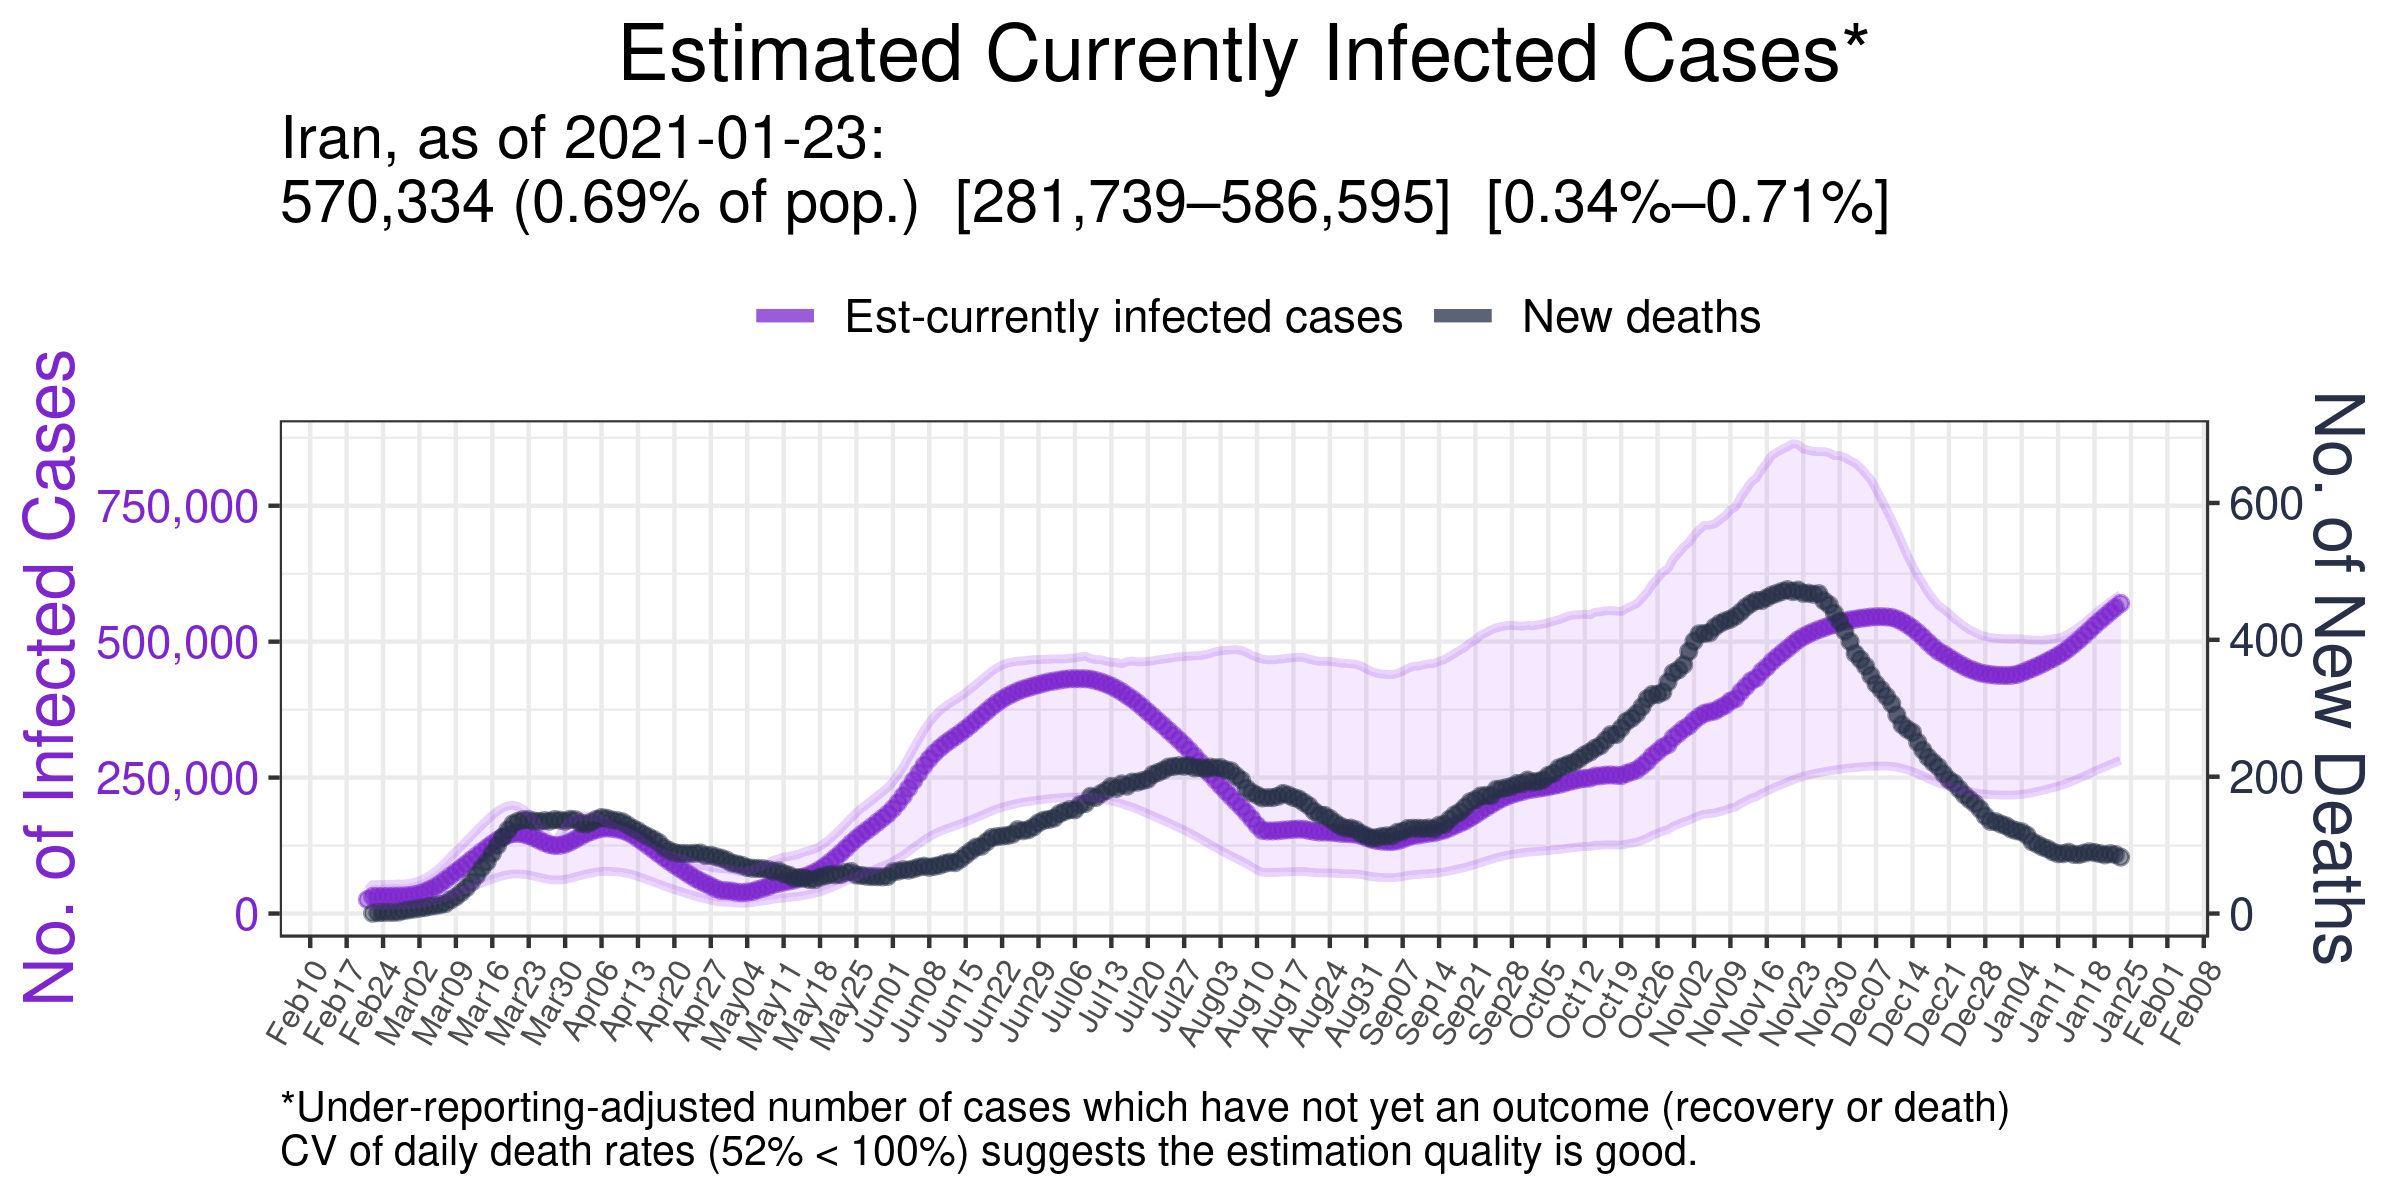 Estimated Currently Infected Cases*
Iran, as of 2021-01-23:
570,334 (0.69% of pop.)  [281,739–586,595]  [0.34%–0.71%]
Est-currently infected cases
New deaths
No. of Infected Cases
750,000
500,000
250,000
0
600
400
200
0
No. of New Deaths
Feb10
Feb17
Feb24
Mar02
Mar09
Mar16
Mar23
Mar30
Apr06
Apr13
Apr20
Apr27
May04
May11
May18
May25
Jun01
Jun08
Jun15
Jun22
Jun29
Jul06
Jul13
Jul20
Jul27
Aug03
Aug10
Aug17
Aug24
Aug31
Sep07
Sep14
Sep21
Sep28
Oct05
Oct12
Oct19
Oct26
Nov02
Nov09
Nov16
Nov23
Nov30
Dec07
Dec14
Dec21
Dec28
Jan04
Jan11
Jan18
Jan25
Feb01
Feb08
*Under-reporting-adjusted number of cases which have not yet an outcome (recovery or death)
CV of daily death rates (52% < 100%) suggests the estimation quality is good.